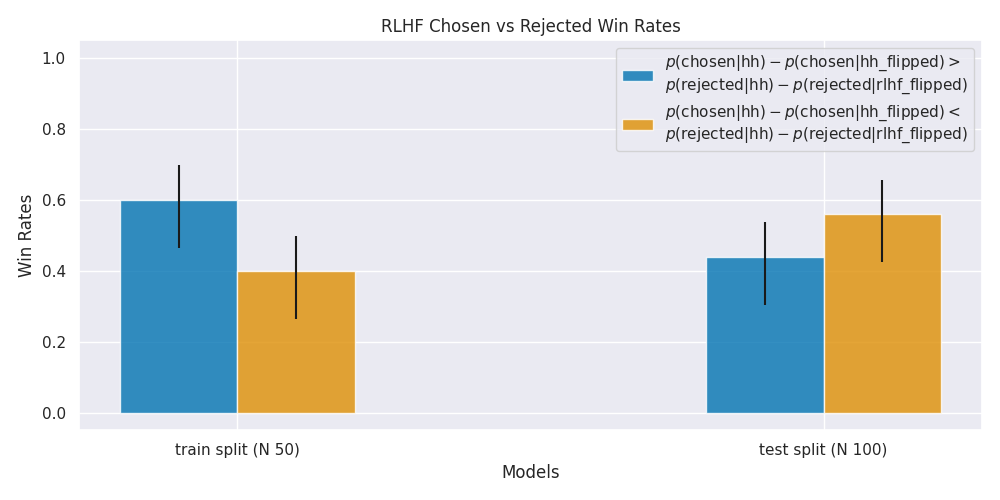 RLHF Chosen vs Rejected Win Rates
p(chosen|hh) − p(chosen|hh_flipped) >
p(rejected|hh) − p(rejected|rlhf_flipped)
p(chosen|hh) − p(chosen|hh_flipped) <
p(rejected|hh) − p(rejected|rlhf_flipped)
Win Rates
1.0
0.8
0.6
0.4
0.2
0.0
train split (N 50)
test split (N 100)
Models